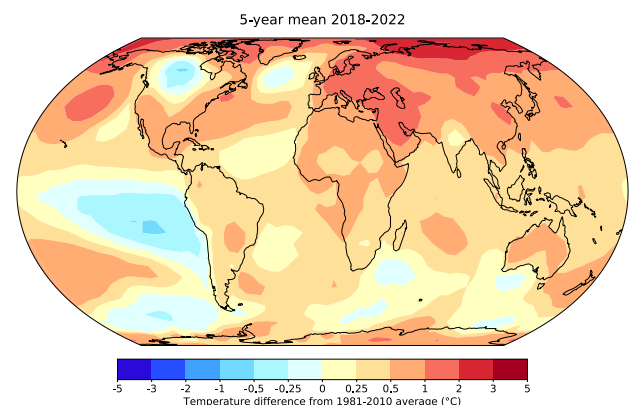 5-year mean 2018-2022
-5 -3 -2 -1 -0.5 -0.25 0 0.25 0.5 1 2 3 5
Temperature difference from 1981-2010 average (°C)